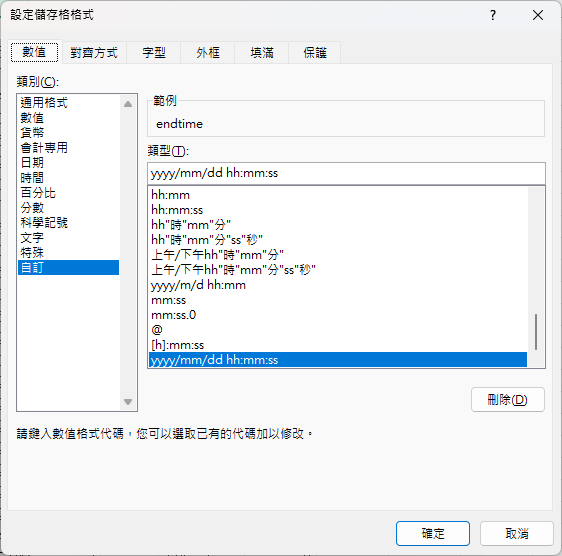 設定儲存格格式
?
數值 對齊方式 字型 外框 填滿 保護
類別(C):
通用格式
數值
貨幣
會計專用
日期
時間
百分比
分數
科學記號
文字
特殊
自訂
範例
endtime
類型(T):
yyyy/mm/dd hh:mm:ss
hh:mm
hh:mm:ss
hh"時"mm"分"
hh"時"mm"分"ss"秒"
上午/下午hh"時"mm"分"
上午/下午hh"時"mm"分"ss"秒"
yyyy/m/d hh:mm
mm:ss
mm:ss.0
@
[h]:mm:ss
yyyy/mm/dd hh:mm:ss
刪除(D)
請鍵入數值格式代碼，您可以選取已有的代碼加以修改。
確定 取消